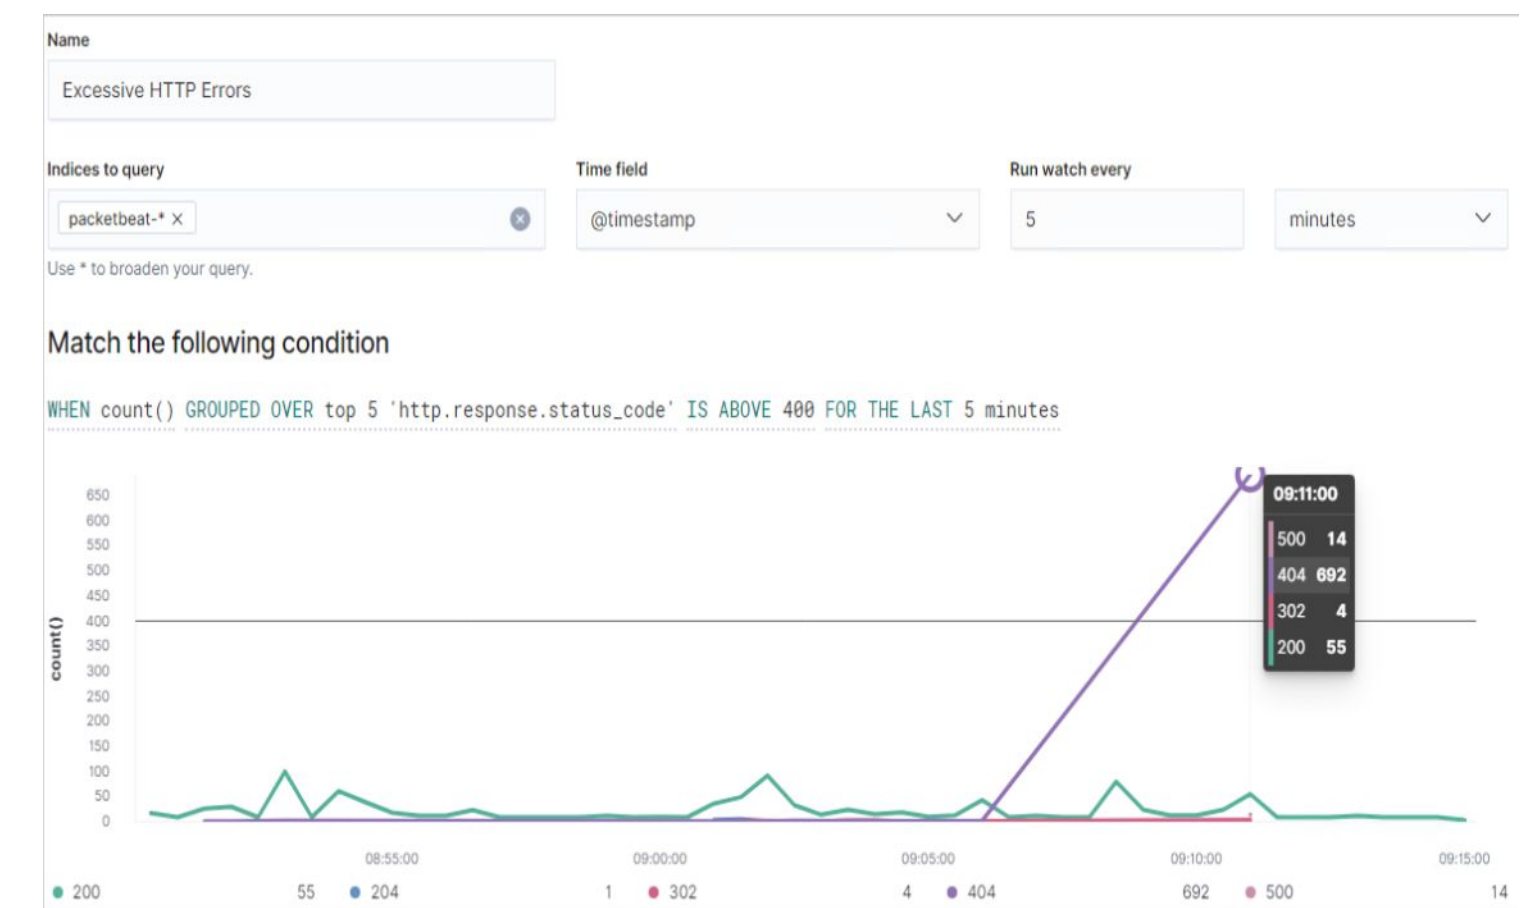 Name
Excessive HTTP Errors
Indices to query Time field Run watch every
packetbeat-* × @timestamp 5 minutes
Use * to broaden your query.
Match the following condition
WHEN count() GROUPED OVER top 5 'http.response.status_code' IS ABOVE 400 FOR THE LAST 5 minutes
count()
650
600
550
500
450
400
350
300
250
200
150
100
50
0
09:11:00
500 14
404 692
302 4
200 55
08:55:00 09:00:00 09:05:00 09:10:00 09:15:00
200 55 204 1 302 4 404 692 500 14